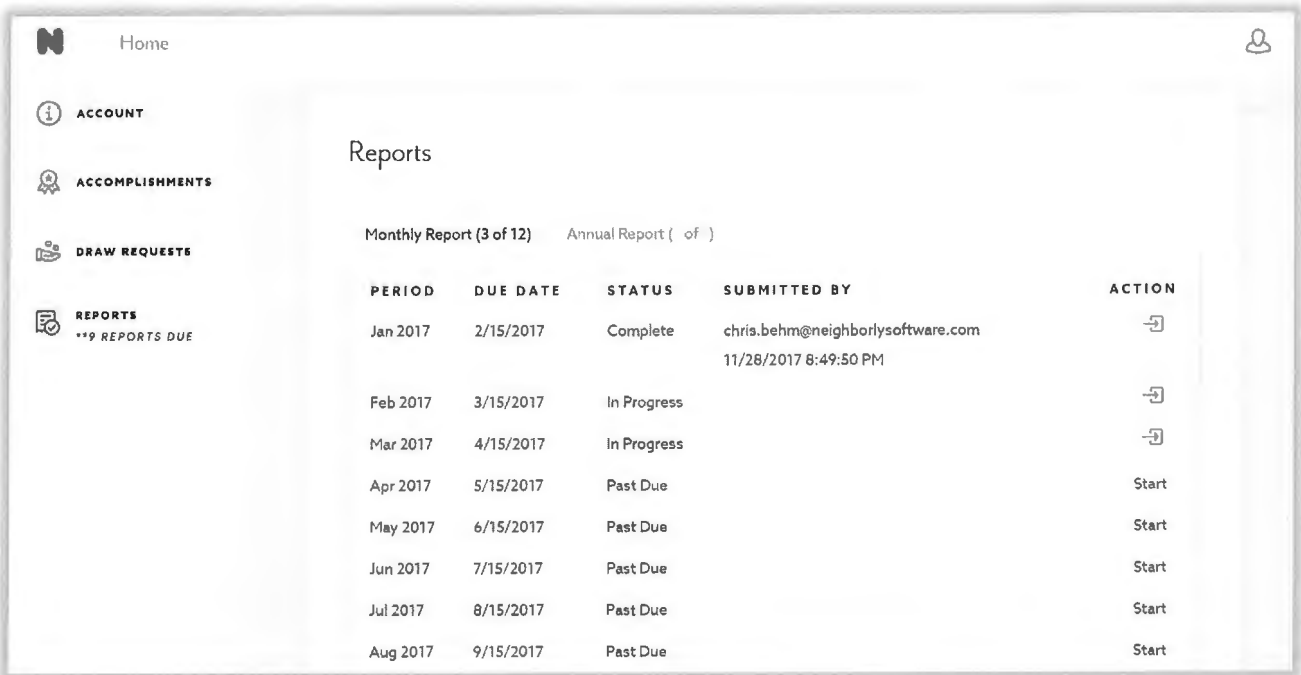 N Home
ACCOUNT
ACCOMPLISHMENTS
DRAW REQUESTS
REPORTS
**9 REPORTS DUE
Reports
Monthly Report (3 of 12) Annual Report ( of )
PERIOD DUE DATE STATUS SUBMITTED BY ACTION
Jan 2017 2/15/2017 Complete chris.behm@neighborlysoftware.com
11/28/2017 8:49:50 PM
Feb 2017 3/15/2017 In Progress
Mar 2017 4/15/2017 In Progress
Apr 2017 5/15/2017 Past Due Start
May 2017 6/15/2017 Past Due Start
Jun 2017 7/15/2017 Past Due Start
Jul 2017 8/15/2017 Past Due Start
Aug 2017 9/15/2017 Past Due Start